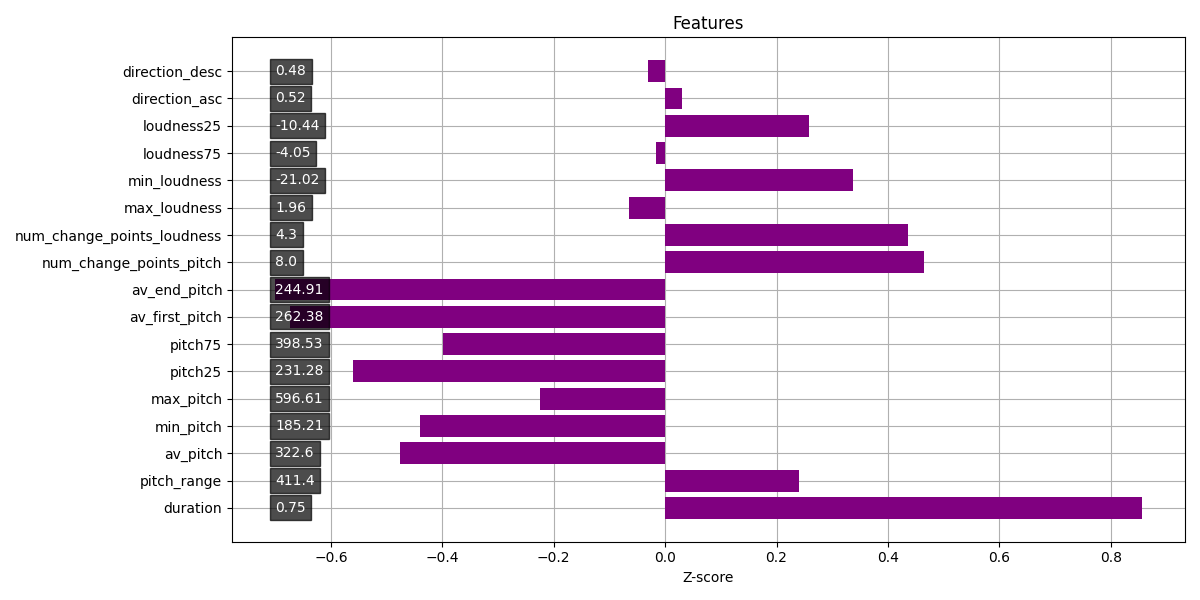 Features
direction_desc 0.48
direction_asc 0.52
loudness25 -10.44
loudness75 -4.05
min_loudness -21.02
max_loudness 1.96
num_change_points_loudness 4.3
num_change_points_pitch 8.0
av_end_pitch 244.91
av_first_pitch 262.38
pitch75 398.53
pitch25 231.28
max_pitch 596.61
min_pitch 185.21
av_pitch 322.6
pitch_range 411.4
duration 0.75
−0.6 −0.4 −0.2 0.0 0.2 0.4 0.6 0.8
Z-score